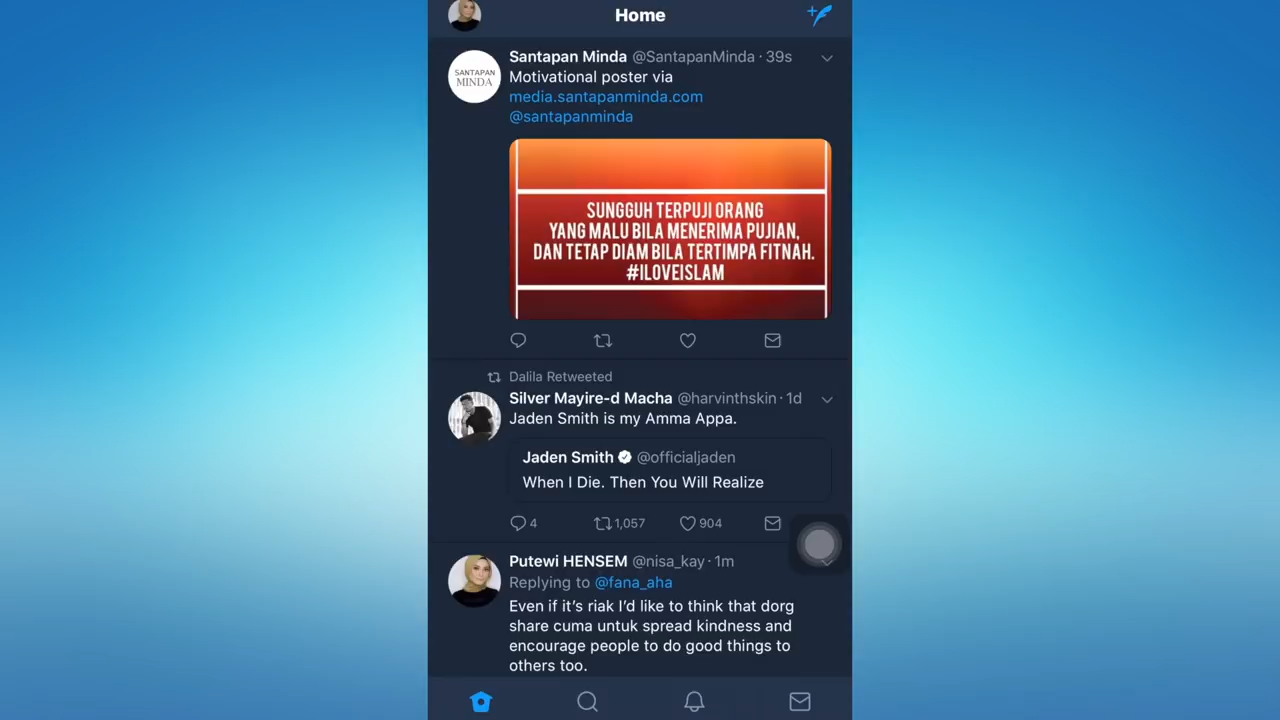 Home
Santapan Minda @SantapanMinda · 39s
SANTAPAN
MINDA
Motivational poster via
media.santapanminda.com
@santapanminda
SUNGGUH TERPUJI ORANG
YANG MALU BILA MENERIMA PUJIAN,
DAN TETAP DIAM BILA TERTIMPA FITNAH.
#ILOVEISLAM
Dalila Retweeted
Silver Mayire-d Macha @harvinthskin · 1d
Jaden Smith is my Amma Appa.
Jaden Smith @officialjaden
When I Die. Then You Will Realize
4 1,057 904
Putewi HENSEM @nisa_kay · 1m
Replying to @fana_aha
Even if it’s riak I’d like to think that dorg
share cuma untuk spread kindness and
encourage people to do good things to
others too.